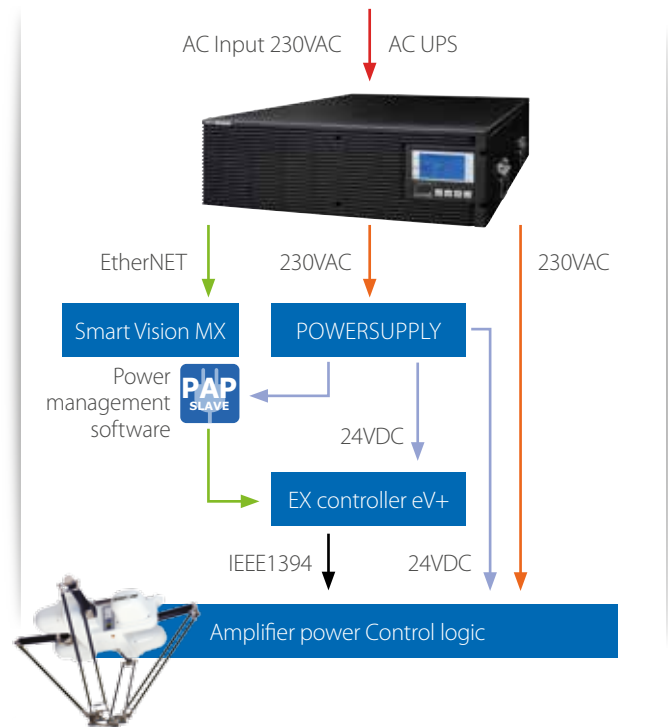 AC Input 230VAC
AC UPS
EtherNET
230VAC
230VAC
Smart Vision MX
POWERSUPPLY
Power
management
software
PAP
SLAVE
24VDC
EX controller eV+
IEEE1394
24VDC
Amplifier power Control logic